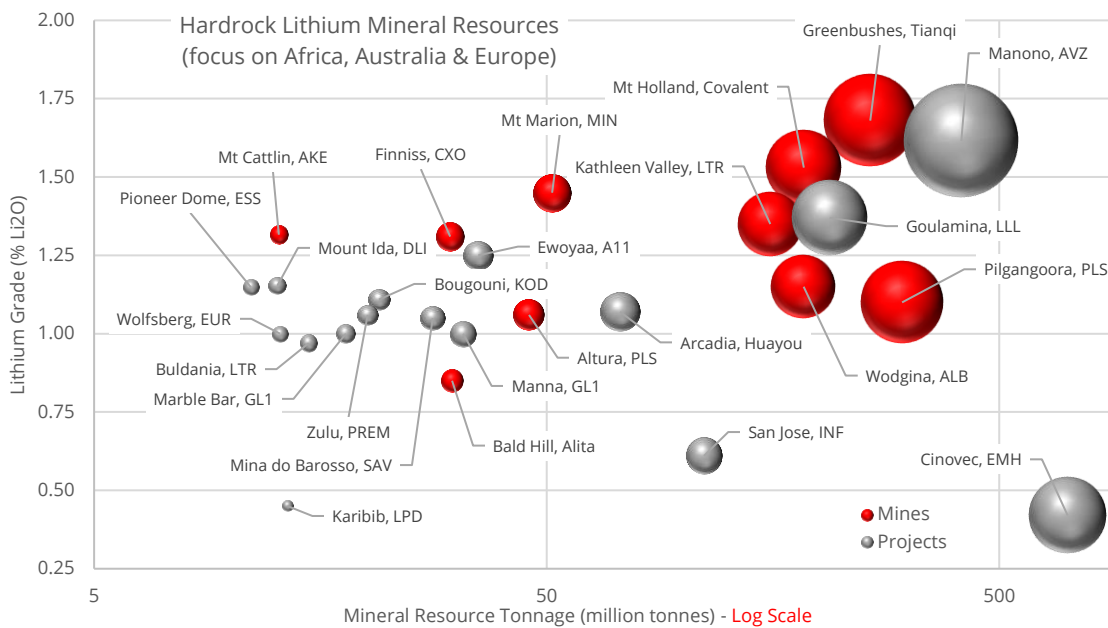 Hardrock Lithium Mineral Resources
(focus on Africa, Australia & Europe)
Lithium Grade (% Li2O)
2.00
1.75
1.50
1.25
1.00
0.75
0.50
0.25
Greenbushes, Tianqi
Manono, AVZ
Mt Holland, Covalent
Mt Marion, MIN
Mt Cattlin, AKE
Finniss, CXO
Kathleen Valley, LTR
Pioneer Dome, ESS
Mount Ida, DLI
Ewoyaa, A11
Goulamina, LLL
Bougouni, KOD
Pilgangoora, PLS
Wolfsberg, EUR
Arcadia, Huayou
Buldania, LTR
Altura, PLS
Wodgina, ALB
Manna, GL1
Marble Bar, GL1
Zulu, PREM
San Jose, INF
Bald Hill, Alita
Mina do Barosso, SAV
Cinovec, EMH
Karibib, LPD
Mines
Projects
5
50
500
Mineral Resource Tonnage (million tonnes) - Log Scale